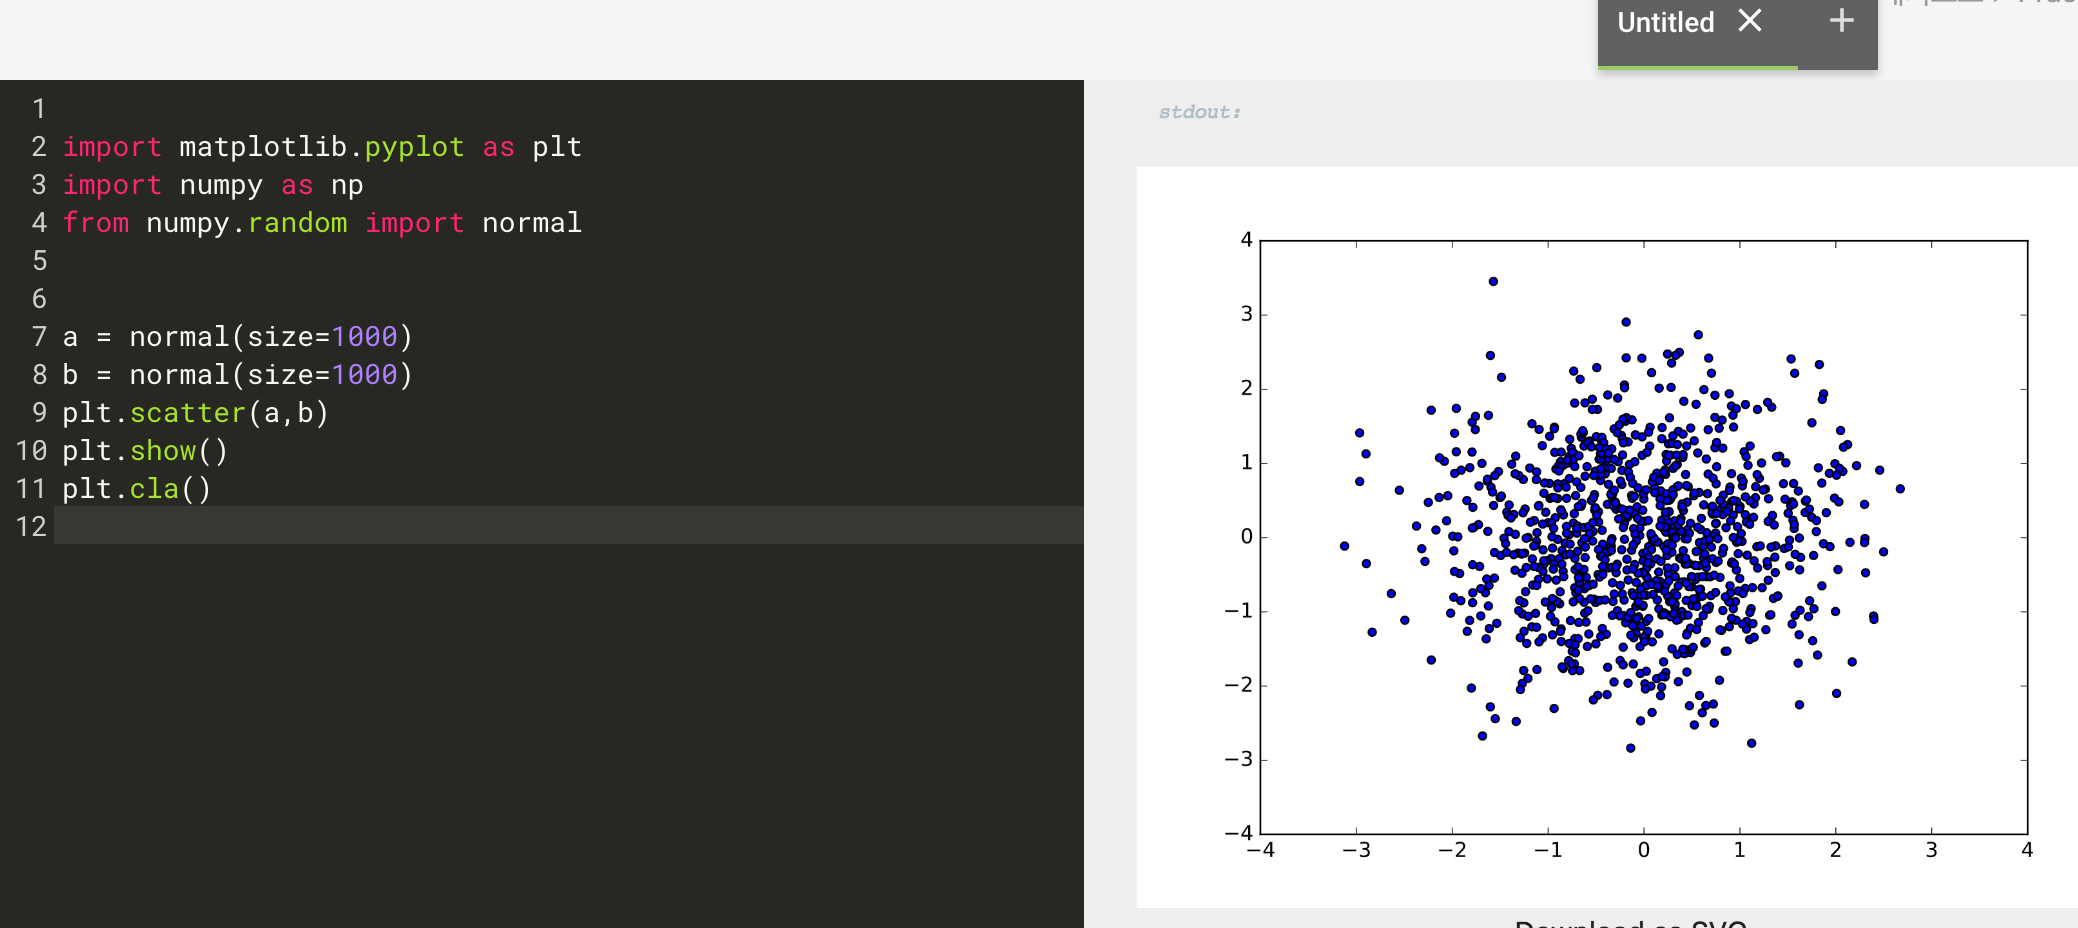 Untitled
1
2 import matplotlib.pyplot as plt
3 import numpy as np
4 from numpy.random import normal
5
6
7 a = normal(size=1000)
8 b = normal(size=1000)
9 plt.scatter(a,b)
10 plt.show()
11 plt.cla()
12
stdout:
4
3
2
1
0
−1
−2
−3
−4
−4 −3 −2 −1 0 1 2 3 4
Download as SVG